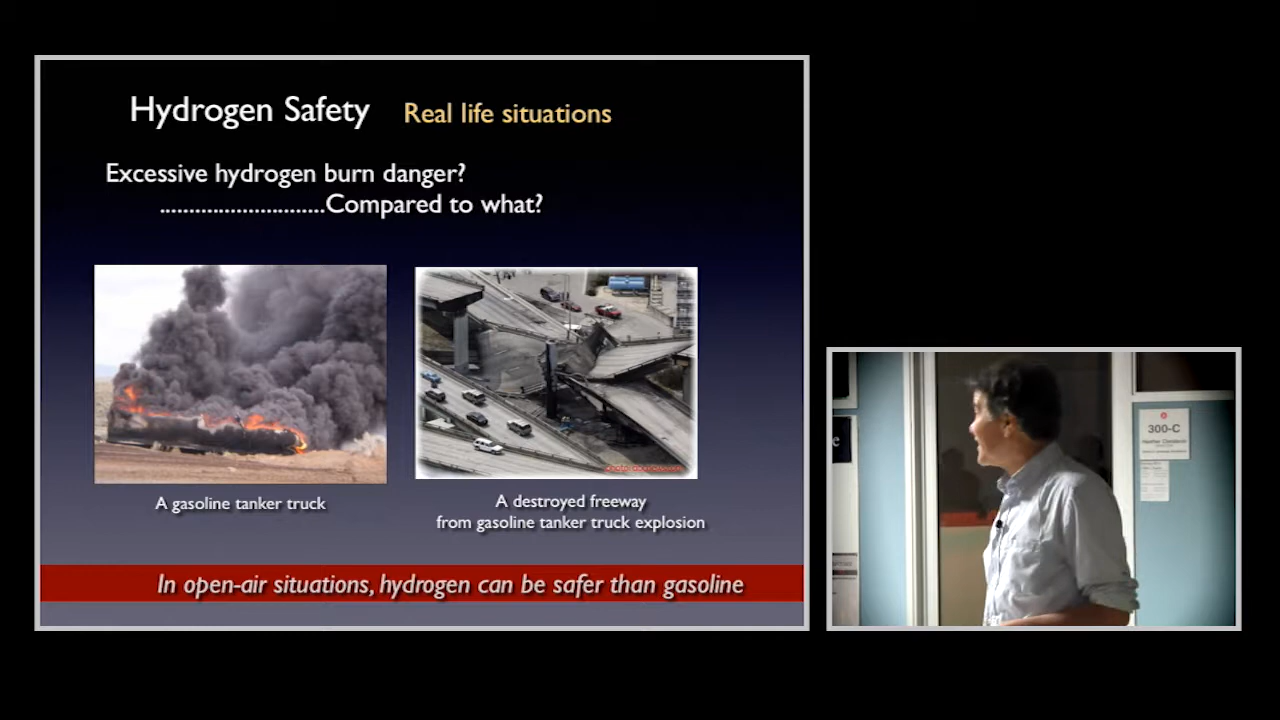 Hydrogen Safety Real life situations
Excessive hydrogen burn danger?
............................Compared to what?
A gasoline tanker truck
A destroyed freeway
from gasoline tanker truck explosion
In open-air situations, hydrogen can be safer than gasoline
e
300-C